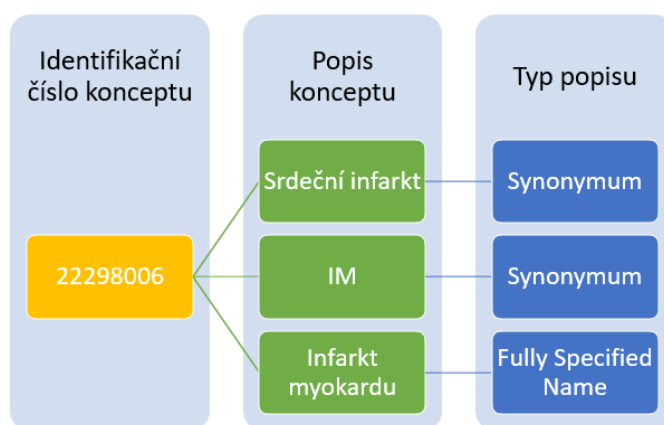 Identifikační
číslo konceptu
Popis
konceptu
Typ popisu
Srdeční infarkt
Synonymum
22298006
IM
Synonymum
Infarkt
myokardu
Fully Specified
Name